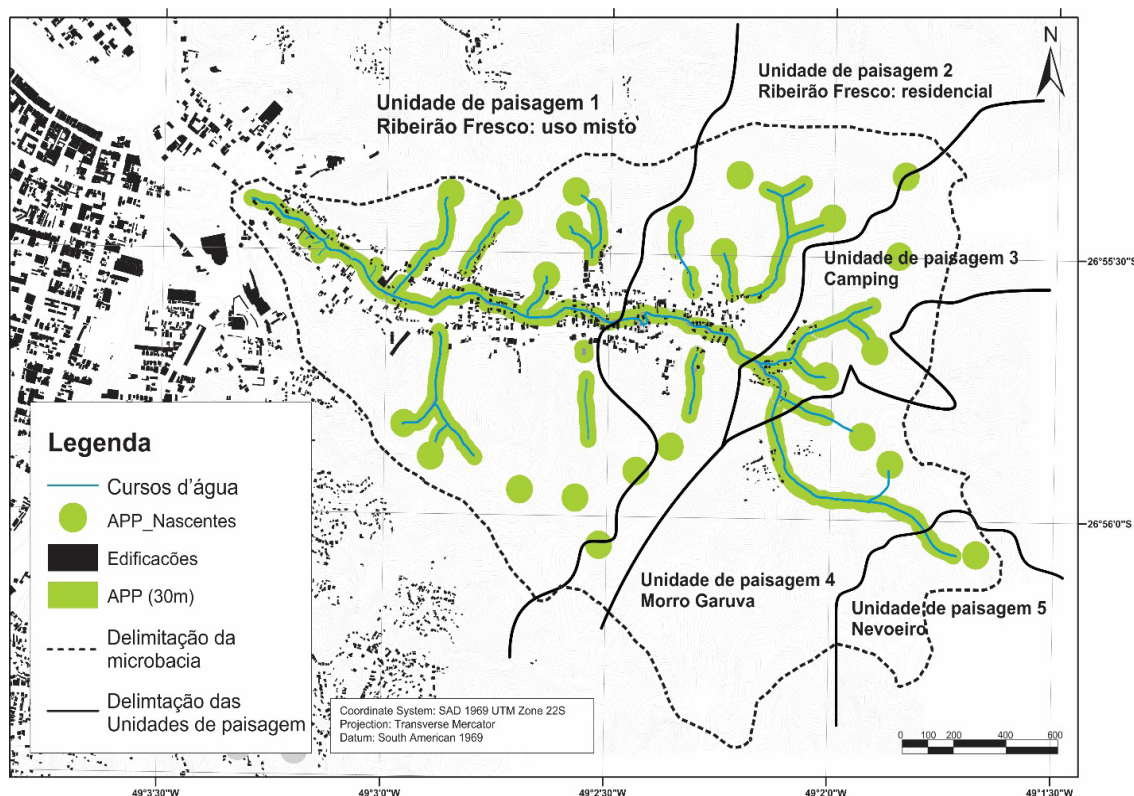 N
Unidade de paisagem 1
Ribeirão Fresco: uso misto
Unidade de paisagem 2
Ribeirão Fresco: residencial
Unidade de paisagem 3
Camping
26°55'30"S
Legenda
Cursos d'água
APP_Nascentes
Edificacões
APP (30m)
Delimitação da
microbacia
Delimtação das
Unidades de paisagem
26°56'0"S
Unidade de paisagem 4
Morro Garuva
Unidade de paisagem 5
Nevoeiro
Coordinate System: SAD 1969 UTM Zone 22S
Projection: Transverse Mercator
Datum: South American 1969
0 100 200 400 600
49°3'30"W 49°3'0"W 49°2'30"W 49°2'0"W 49°1'30"W